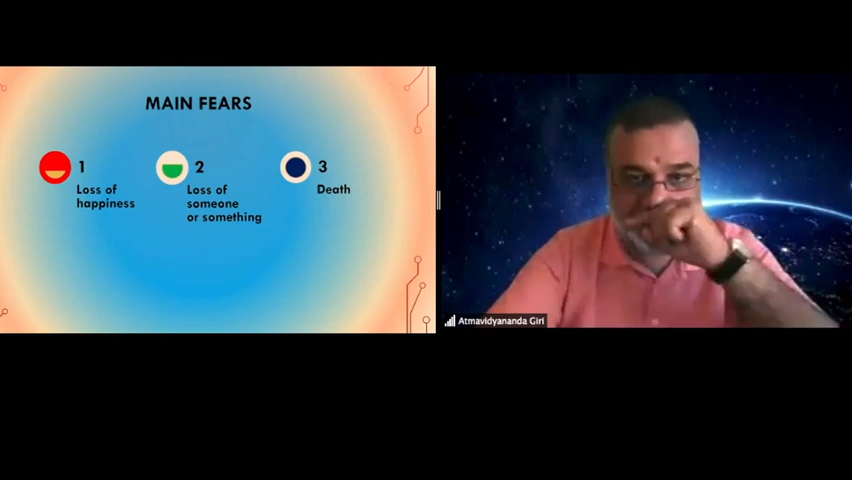 MAIN FEARS
1
Loss of
happiness
2
Loss of
someone
or something
3
Death
Atmavidyananda Giri